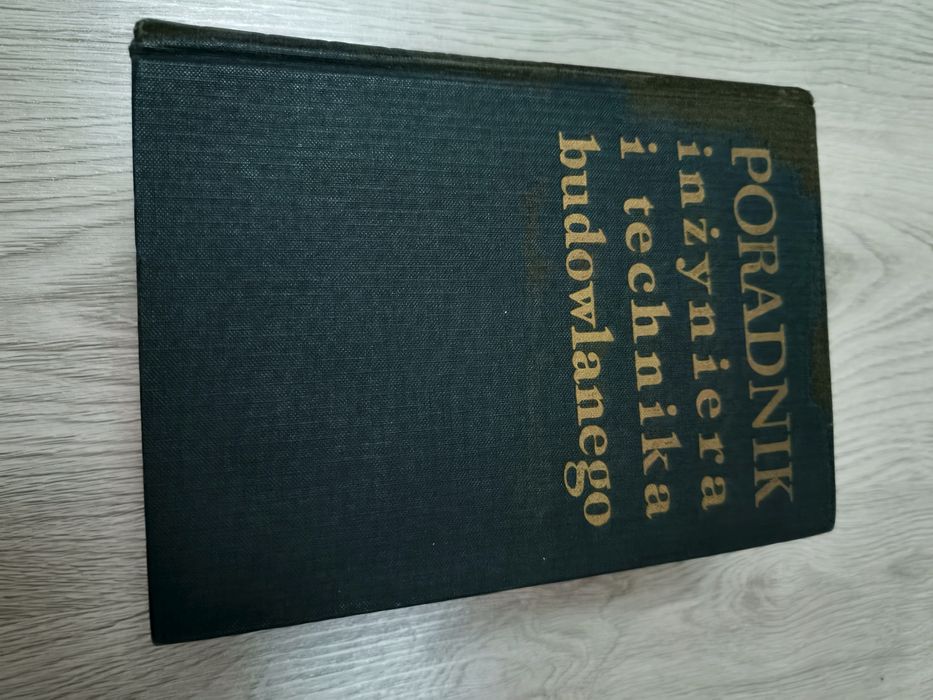 PORADNIK
inżyniera
i technika
budowlanego